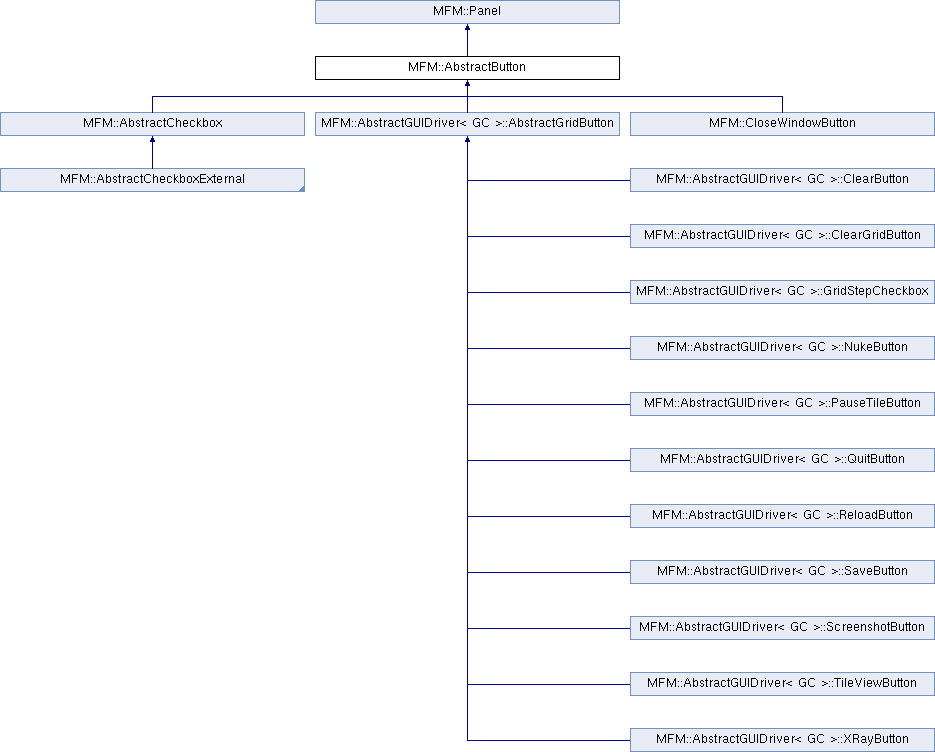 MFM::Panel
MFM::AbstractButton
MFM::AbstractCheckbox
MFM::AbstractGUIDriver< GC >::AbstractGridButton
MFM::CloseWindowButton
MFM::AbstractCheckboxExternal
MFM::AbstractGUIDriver< GC >::ClearButton
MFM::AbstractGUIDriver< GC >::ClearGridButton
MFM::AbstractGUIDriver< GC >::GridStepCheckbox
MFM::AbstractGUIDriver< GC >::NukeButton
MFM::AbstractGUIDriver< GC >::PauseTileButton
MFM::AbstractGUIDriver< GC >::QuitButton
MFM::AbstractGUIDriver< GC >::ReloadButton
MFM::AbstractGUIDriver< GC >::SaveButton
MFM::AbstractGUIDriver< GC >::ScreenshotButton
MFM::AbstractGUIDriver< GC >::TileViewButton
MFM::AbstractGUIDriver< GC >::XRayButton